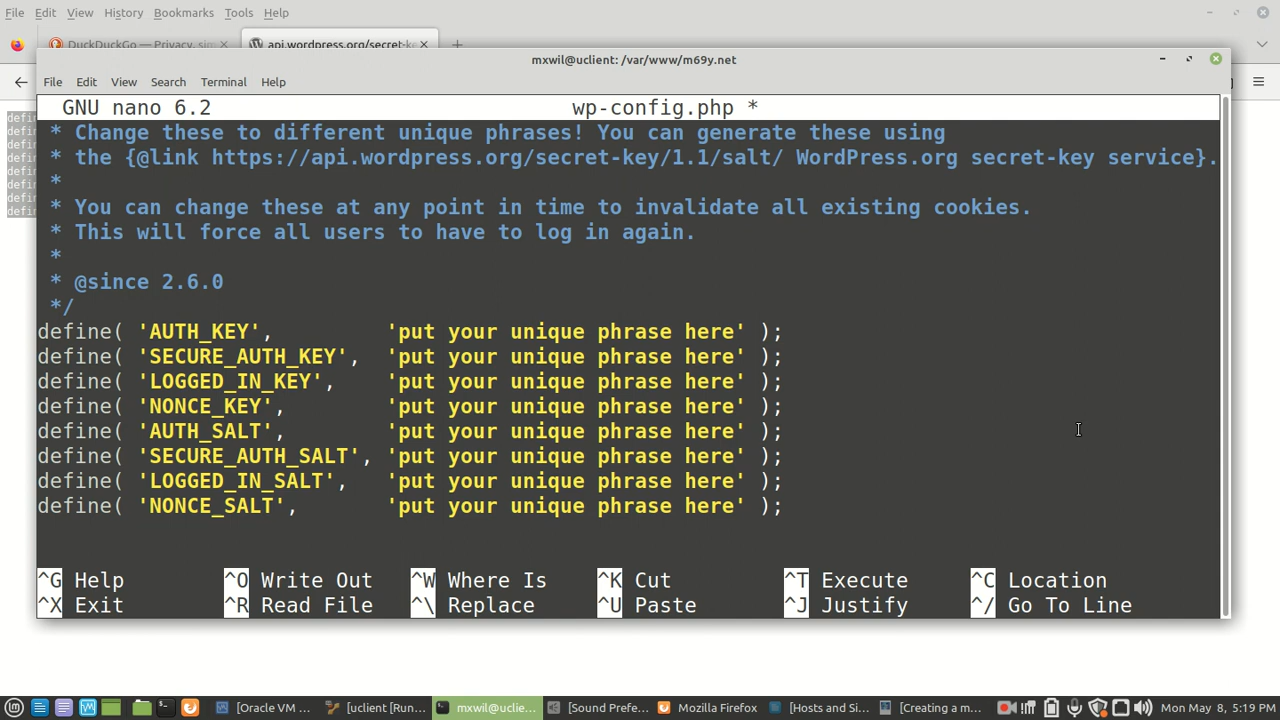 File Edit View History Bookmarks Tools Help
DuckDuckGo — Privacy, sim
api.wordpress.org/secret-k
mxwil@uclient: /var/www/m69y.net
File Edit View Search Terminal Help
GNU nano 6.2 wp-config.php *
* Change these to different unique phrases! You can generate these using
* the {@link https://api.wordpress.org/secret-key/1.1/salt/ WordPress.org secret-key service}.
*
* You can change these at any point in time to invalidate all existing cookies.
* This will force all users to have to log in again.
*
* @since 2.6.0
*/
define( 'AUTH_KEY', 'put your unique phrase here' );
define( 'SECURE_AUTH_KEY', 'put your unique phrase here' );
define( 'LOGGED_IN_KEY', 'put your unique phrase here' );
define( 'NONCE_KEY', 'put your unique phrase here' );
define( 'AUTH_SALT', 'put your unique phrase here' );
define( 'SECURE_AUTH_SALT', 'put your unique phrase here' );
define( 'LOGGED_IN_SALT', 'put your unique phrase here' );
define( 'NONCE_SALT', 'put your unique phrase here' );
^G Help ^O Write Out ^W Where Is ^K Cut ^T Execute ^C Location
^X Exit ^R Read File ^\ Replace ^U Paste ^J Justify ^/ Go To Line
[Oracle VM ... [uclient [Run... mxwil@uclie... [Sound Prefe... Mozilla Firefox [Hosts and Si... [Creating a m... Mon May 8, 5:19 PM